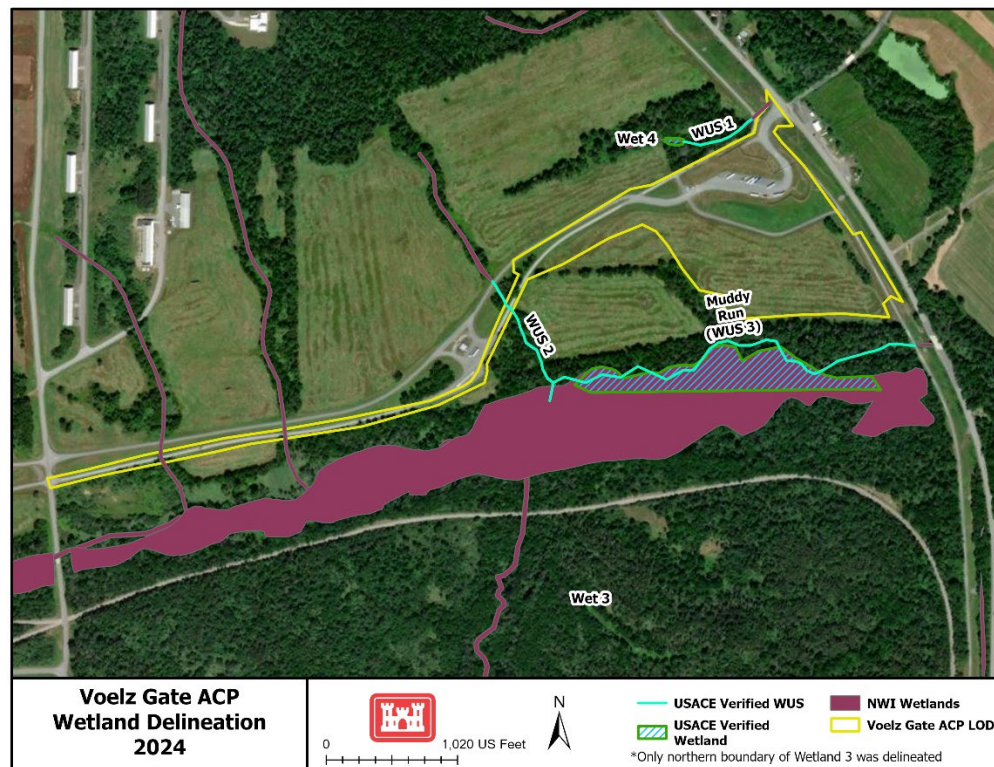 Wet 4
WUS 1
WUS 2
Muddy
Run
(WUS 3)
Wet 3
Voelz Gate ACP
Wetland Delineation
2024
0
1,020 US Feet
N
USACE Verified WUS
USACE Verified
Wetland
NWI Wetlands
Voelz Gate ACP LOD
*Only northern boundary of Wetland 3 was delineated